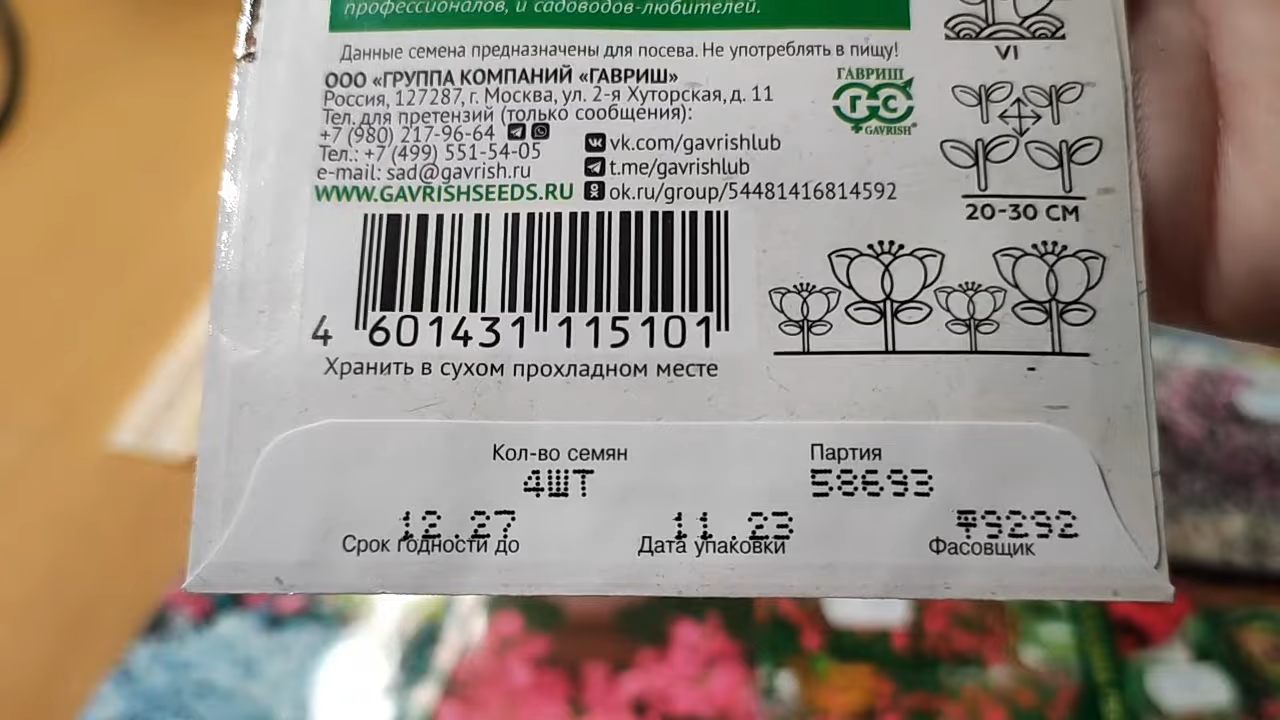 профессионалов, и садоводов-любителей.
Данные семена предназначены для посева. Не употреблять в пищу!
ООО «ГРУППА КОМПАНИЙ «ГАВРИШ»
Россия, 127287, г. Москва, ул. 2-я Хуторская, д. 11
Тел. для претензий (только сообщения):
+7 (980) 217-96-64
Тел.: +7 (499) 551-54-05
e-mail: sad@gavrish.ru
WWW.GAVRISHSEEDS.RU
vk.com/gavrishlub
t.me/gavrishlub
ok.ru/group/54481416814592
ГАВРИШ
Г С
GAVRISH®
VI
20-30 СМ
4 601431 115101
Хранить в сухом прохладном месте
-
Кол-во семян
4ШТ
Партия
58693
12.27
Срок годности до
11.23
Дата упаковки
9292
Фасовщик